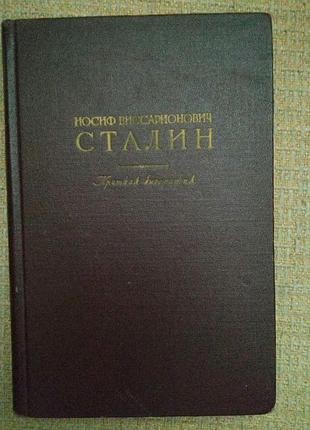 ИОСИФ ВИССАРИОНОВИЧ
СТАЛИН
Краткая биография